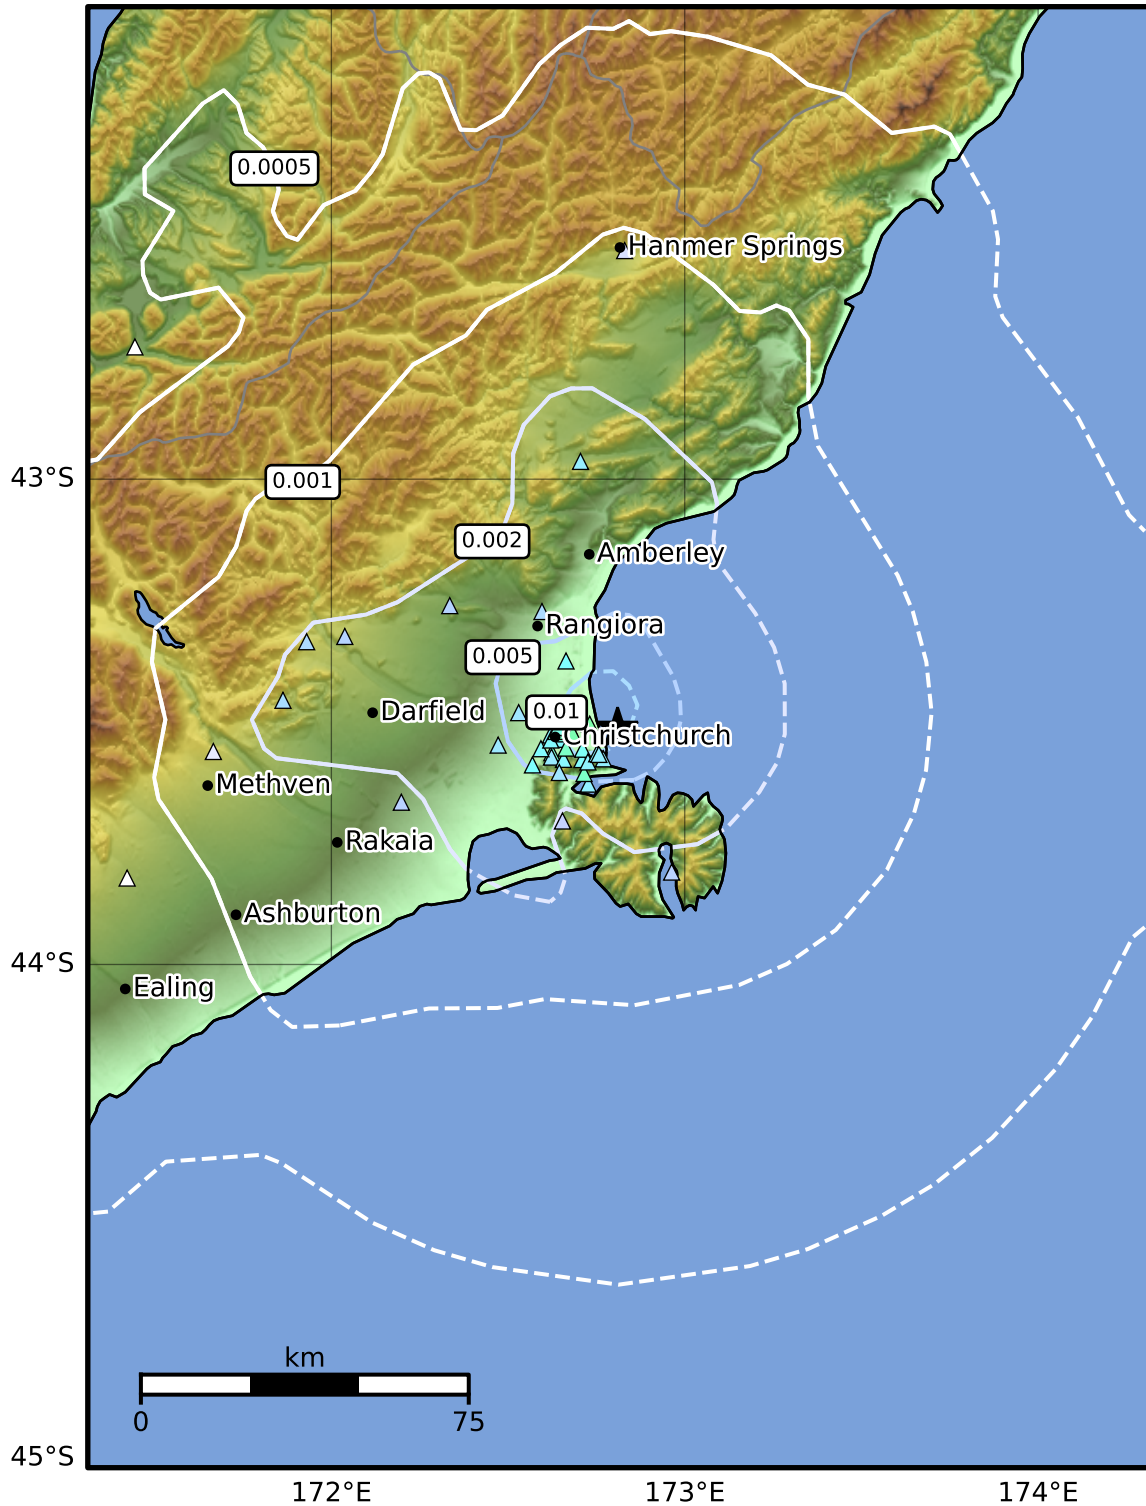 0.0005
Hanmer Springs
43°S
0.001
0.002
Amberley
Rangiora
0.005
Darfield
0.01
Christchurch
Methven
Rakaia
Ashburton
44°S
Ealing
km
0
75
45°S
172°E
173°E
174°E